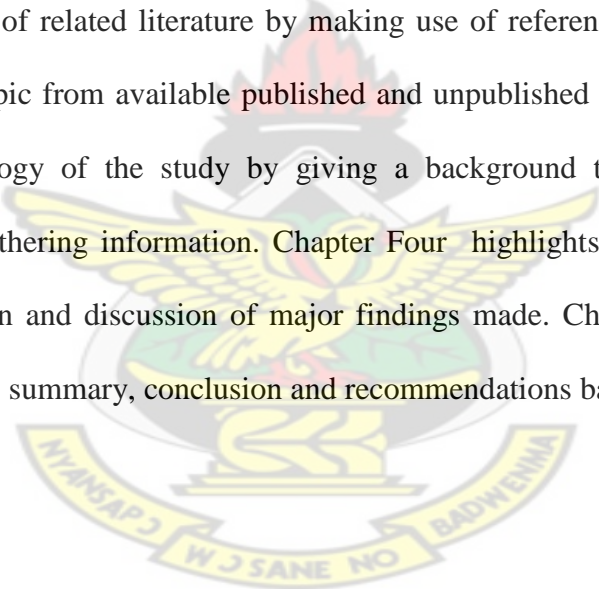 of related literature by making use of referen
pic from available published and unpublished
ogy of the study by giving a background t
thering information. Chapter Four  highlights
n and discussion of major findings made. Ch
summary, conclusion and recommendations ba
NYANSAPƆ
WƆSANE NO
BADWENMA